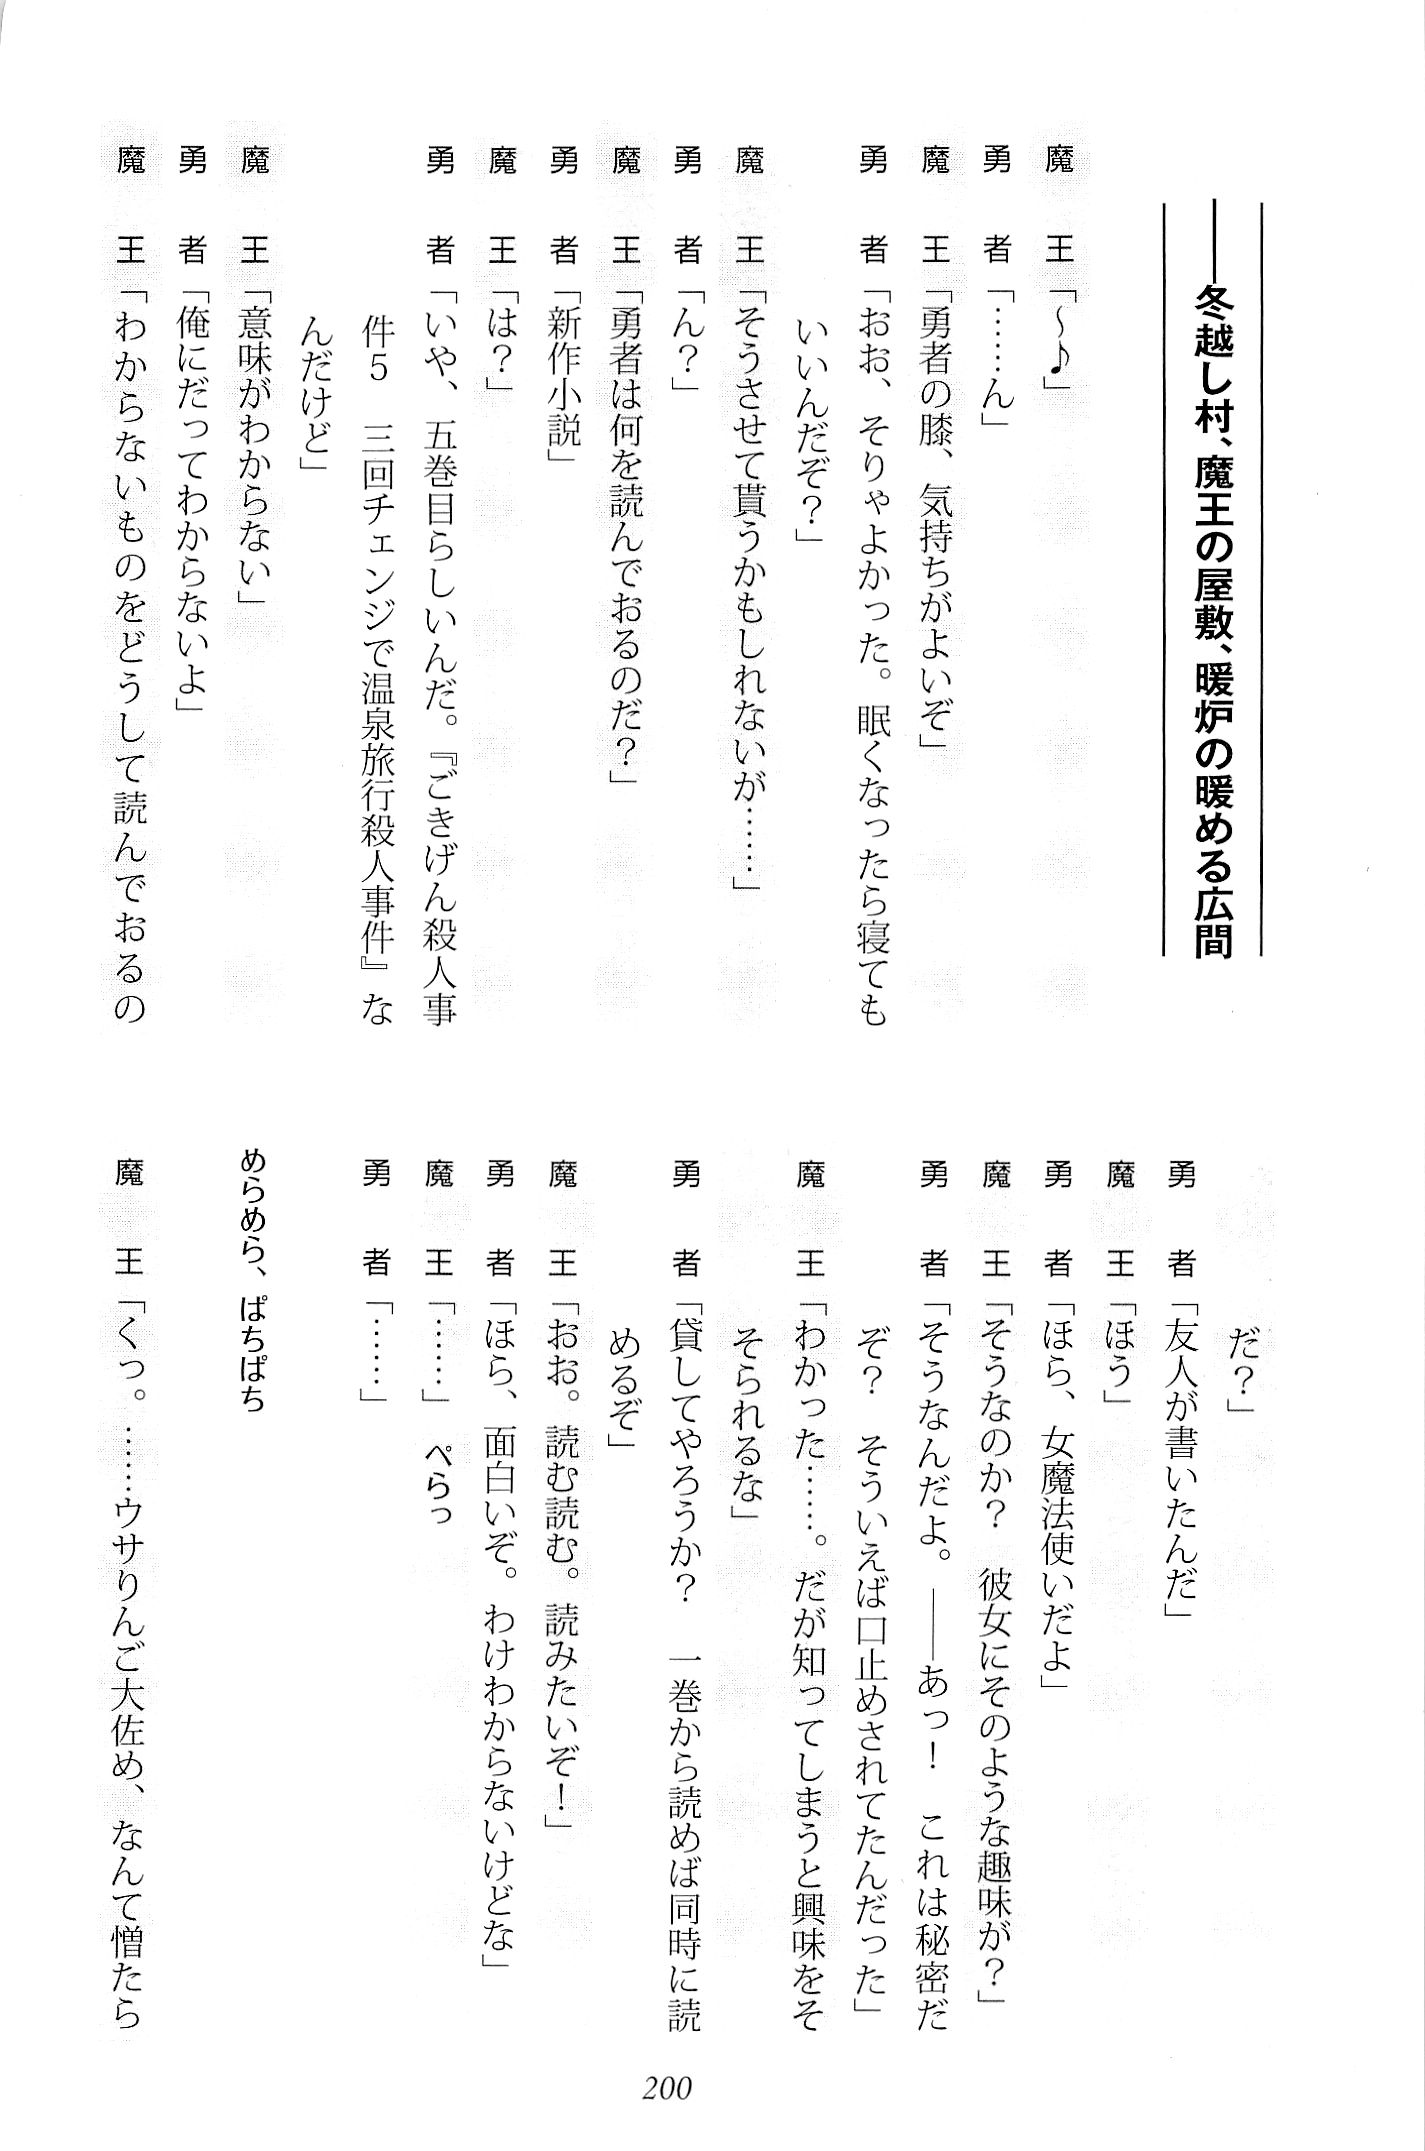 ――冬越し村、魔王の屋敷、暖炉の暖める広間
魔　王「～♪」
勇　者「……ん」
魔　王「勇者の膝、気持ちがよいぞ」
勇　者「おお、そりゃよかった。眠くなったら寝ても
いいんだぞ？」
魔　王「そうさせて貰うかもしれないが……」
勇　者「ん？」
魔　王「勇者は何を読んでおるのだ？」
勇　者「新作小説」
魔　王「は？」
勇　者「いや、五巻目らしいんだ。『ごきげん殺人事
件5　三回チェンジで温泉旅行殺人事件』な
んだけど」
魔　王「意味がわからない」
勇　者「俺にだってわからないよ」
魔　王「わからないものをどうして読んでおるの
だ？」
勇　者「友人が書いたんだ」
魔　王「ほう」
勇　者「ほら、女魔法使いだよ」
魔　王「そうなのか？　彼女にそのような趣味が？」
勇　者「そうなんだよ。――あっ！　これは秘密だ
ぞ？　そういえば口止めされてたんだった」
魔　王「わかった……。だが知ってしまうと興味をそ
そられるな」
勇　者「貸してやろうか？　一巻から読めば同時に読
めるぞ」
魔　王「おお。読む読む。読みたいぞ！」
勇　者「ほら、面白いぞ。わけわからないけどな」
魔　王「……」　ぺらっ
勇　者「……」
めらめら、ぱちぱち
魔　王「くっ。……ウサりんご大佐め、なんて憎たら
200